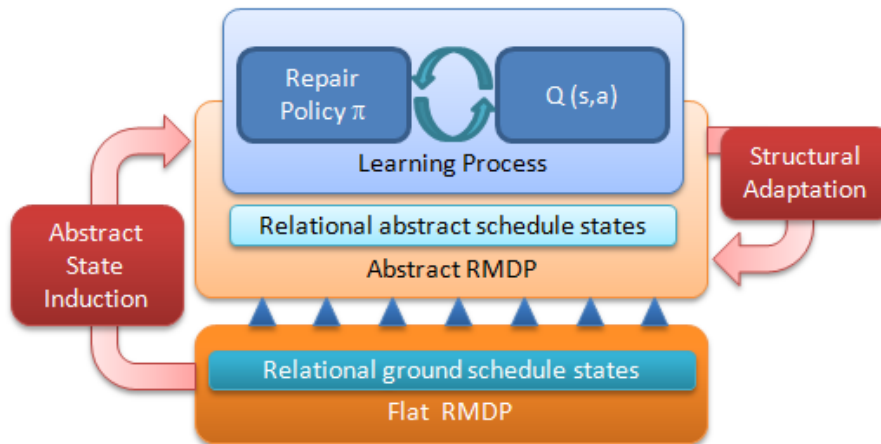 Repair
Policy π
Q (s,a)
Learning Process
Structural
Adaptation
Abstract
State
Induction
Relational abstract schedule states
Abstract RMDP
Relational ground schedule states
Flat RMDP